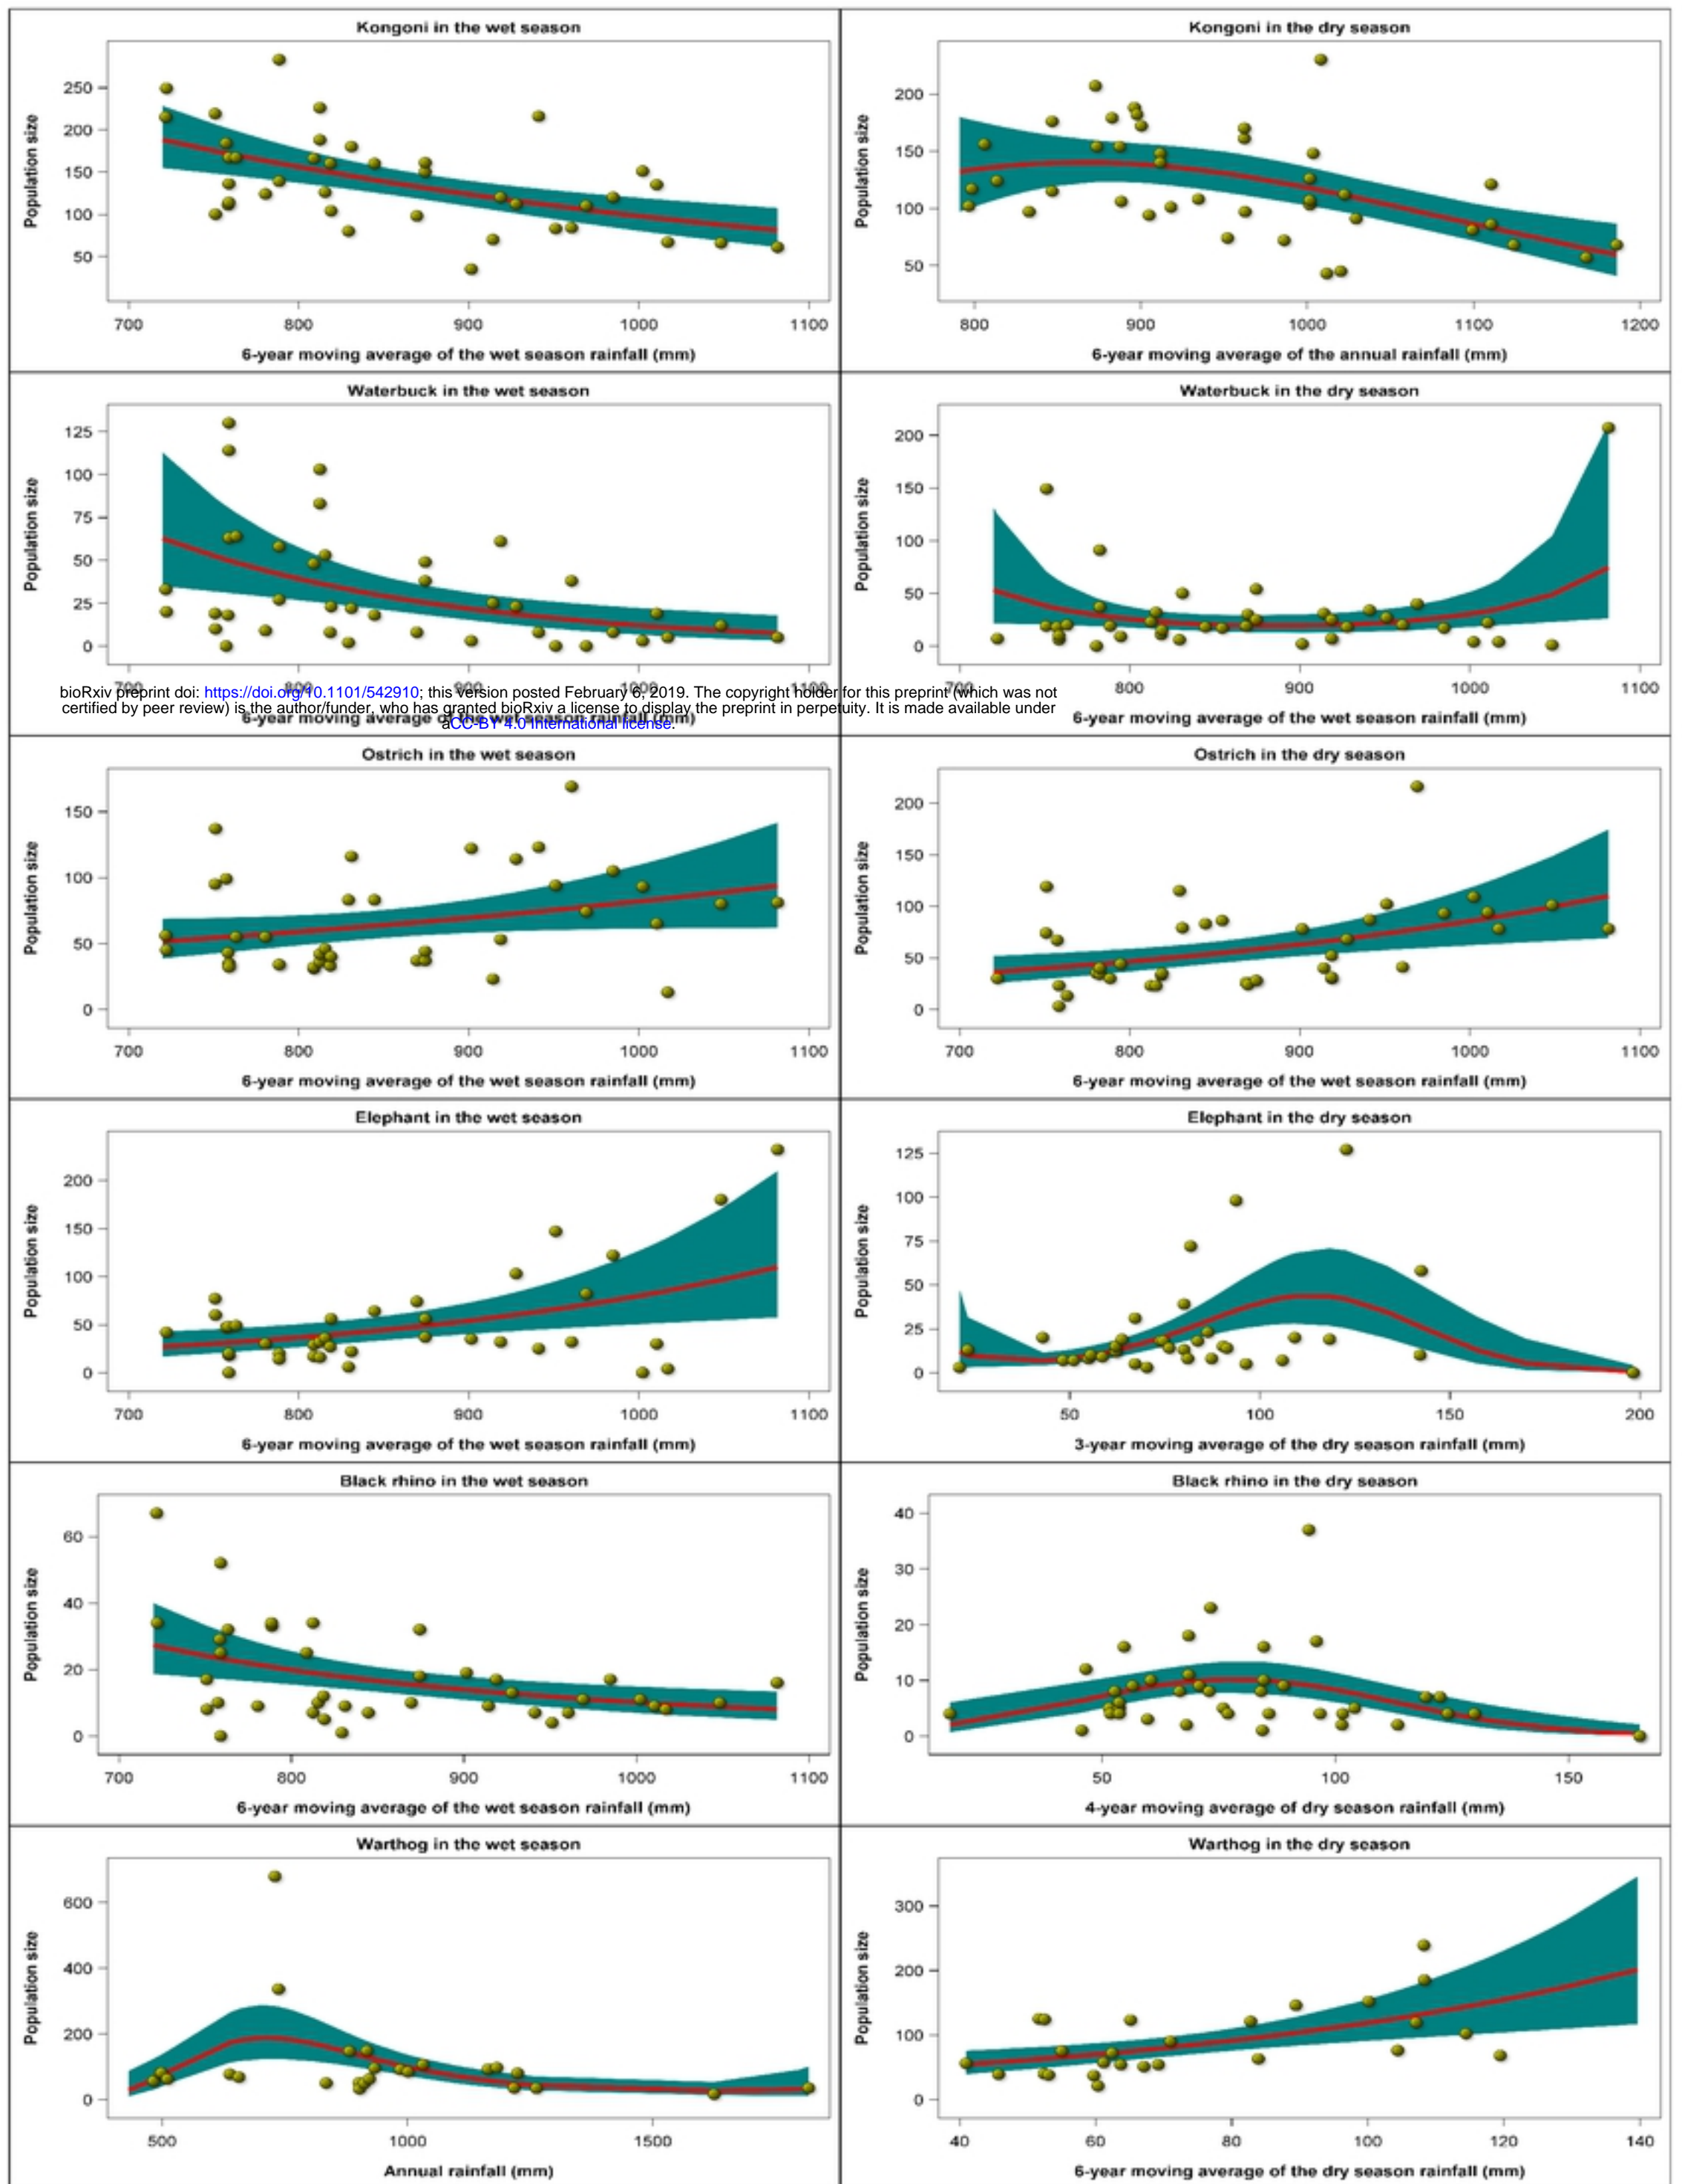 Kongoni in the wet season
Population size
250
200
150
100
50
700 800 900 1000 1100
6-year moving average of the wet season rainfall (mm)
Kongoni in the dry season
Population size
200
150
100
50
800 900 1000 1100 1200
6-year moving average of the annual rainfall (mm)
Waterbuck in the wet season
Population size
125
100
75
50
25
0
700 800 900 1000 1100
6-year moving average of the wet season rainfall (mm)
Waterbuck in the dry season
Population size
200
150
100
50
0
700 800 900 1000 1100
6-year moving average of the wet season rainfall (mm)
bioRxiv preprint doi: https://doi.org/10.1101/542910; this version posted February 6, 2019. The copyright holder for this preprint (which was not
certified by peer review) is the author/funder, who has granted bioRxiv a license to display the preprint in perpetuity. It is made available under
aCC-BY 4.0 International license.
Ostrich in the wet season
Population size
150
100
50
0
700 800 900 1000 1100
6-year moving average of the wet season rainfall (mm)
Ostrich in the dry season
Population size
200
150
100
50
0
700 800 900 1000 1100
6-year moving average of the wet season rainfall (mm)
Elephant in the wet season
Population size
200
150
100
50
0
700 800 900 1000 1100
6-year moving average of the wet season rainfall (mm)
Elephant in the dry season
Population size
125
100
75
50
25
0
50 100 150 200
3-year moving average of the dry season rainfall (mm)
Black rhino in the wet season
Population size
60
40
20
0
700 800 900 1000 1100
6-year moving average of the wet season rainfall (mm)
Black rhino in the dry season
Population size
40
30
20
10
0
50 100 150
4-year moving average of dry season rainfall (mm)
Warthog in the wet season
Population size
600
400
200
0
500 1000 1500
Annual rainfall (mm)
Warthog in the dry season
Population size
300
200
100
0
40 60 80 100 120 140
6-year moving average of the dry season rainfall (mm)